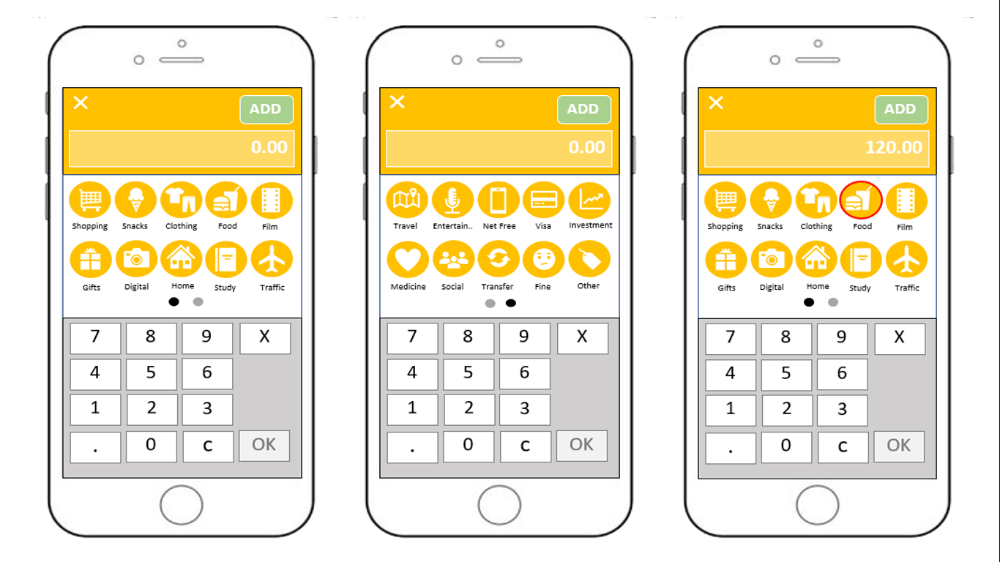 ADD
0.00
Shopping Snacks Clothing Food Film
Gifts Digital Home Study Traffic
7 8 9 X
4 5 6
1 2 3
. 0 c OK
ADD
0.00
Travel Entertain.. Net Free Visa Investment
Medicine Social Transfer Fine Other
7 8 9 X
4 5 6
1 2 3
. 0 c OK
ADD
120.00
Shopping Snacks Clothing Food Film
Gifts Digital Home Study Traffic
7 8 9 X
4 5 6
1 2 3
. 0 c OK